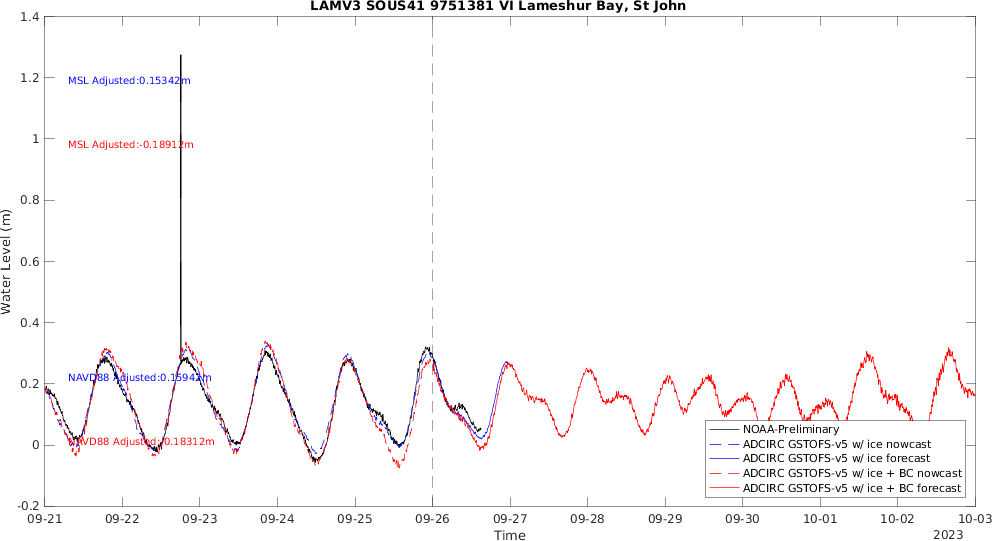 LAMV3 SOUS41 9751381 VI Lameshur Bay, St John
1.4
1.2
1
0.8
0.6
0.4
0.2
0
-0.2
Water Level (m)
MSL Adjusted:0.15342m
MSL Adjusted:-0.18912m
NAVD88 Adjusted:0.15942m
NAVD88 Adjusted:-0.18312m
NOAA-Preliminary
ADCIRC GSTOFS-v5 w/ ice nowcast
ADCIRC GSTOFS-v5 w/ ice forecast
ADCIRC GSTOFS-v5 w/ ice + BC nowcast
ADCIRC GSTOFS-v5 w/ ice + BC forecast
09-21 09-22 09-23 09-24 09-25 09-26 09-27 09-28 09-29 09-30 10-01 10-02 10-03
Time
2023